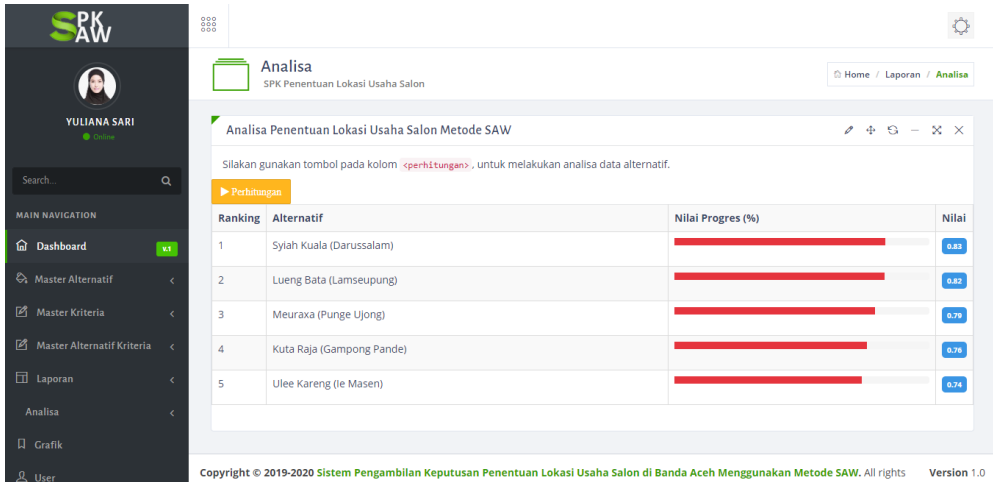 SPK
SAW
YULIANA SARI
Online
Search...
MAIN NAVIGATION
Dashboard v.1
Master Alternatif
Master Kriteria
Master Alternatif Kriteria
Laporan
Analisa
Grafik
User
Analisa
SPK Penentuan Lokasi Usaha Salon
Home / Laporan / Analisa
Analisa Penentuan Lokasi Usaha Salon Metode SAW
Silakan gunakan tombol pada kolom <perhitungan>, untuk melakukan analisa data alternatif.
Perhitungan
Ranking Alternatif Nilai Progres (%) Nilai
1 Syiah Kuala (Darussalam) 0.83
2 Lueng Bata (Lamseupung) 0.82
3 Meuraxa (Punge Ujong) 0.79
4 Kuta Raja (Gampong Pande) 0.76
5 Ulee Kareng (Ie Masen) 0.74
Copyright © 2019-2020 Sistem Pengambilan Keputusan Penentuan Lokasi Usaha Salon di Banda Aceh Menggunakan Metode SAW. All rights Version 1.0